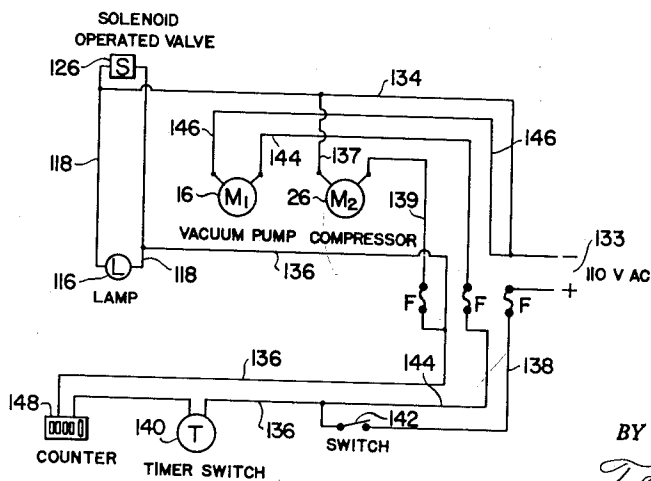 SOLENOID
OPERATED VALVE
126
S
134
146
144
137
146
118
16
M1
26
M2
139
133
VACUUM PUMP
COMPRESSOR
118
136
110 V AC
116
L
LAMP
F
F
F
136
144
138
148
140
T
136
142
COUNTER
TIMER SWITCH
SWITCH
BY